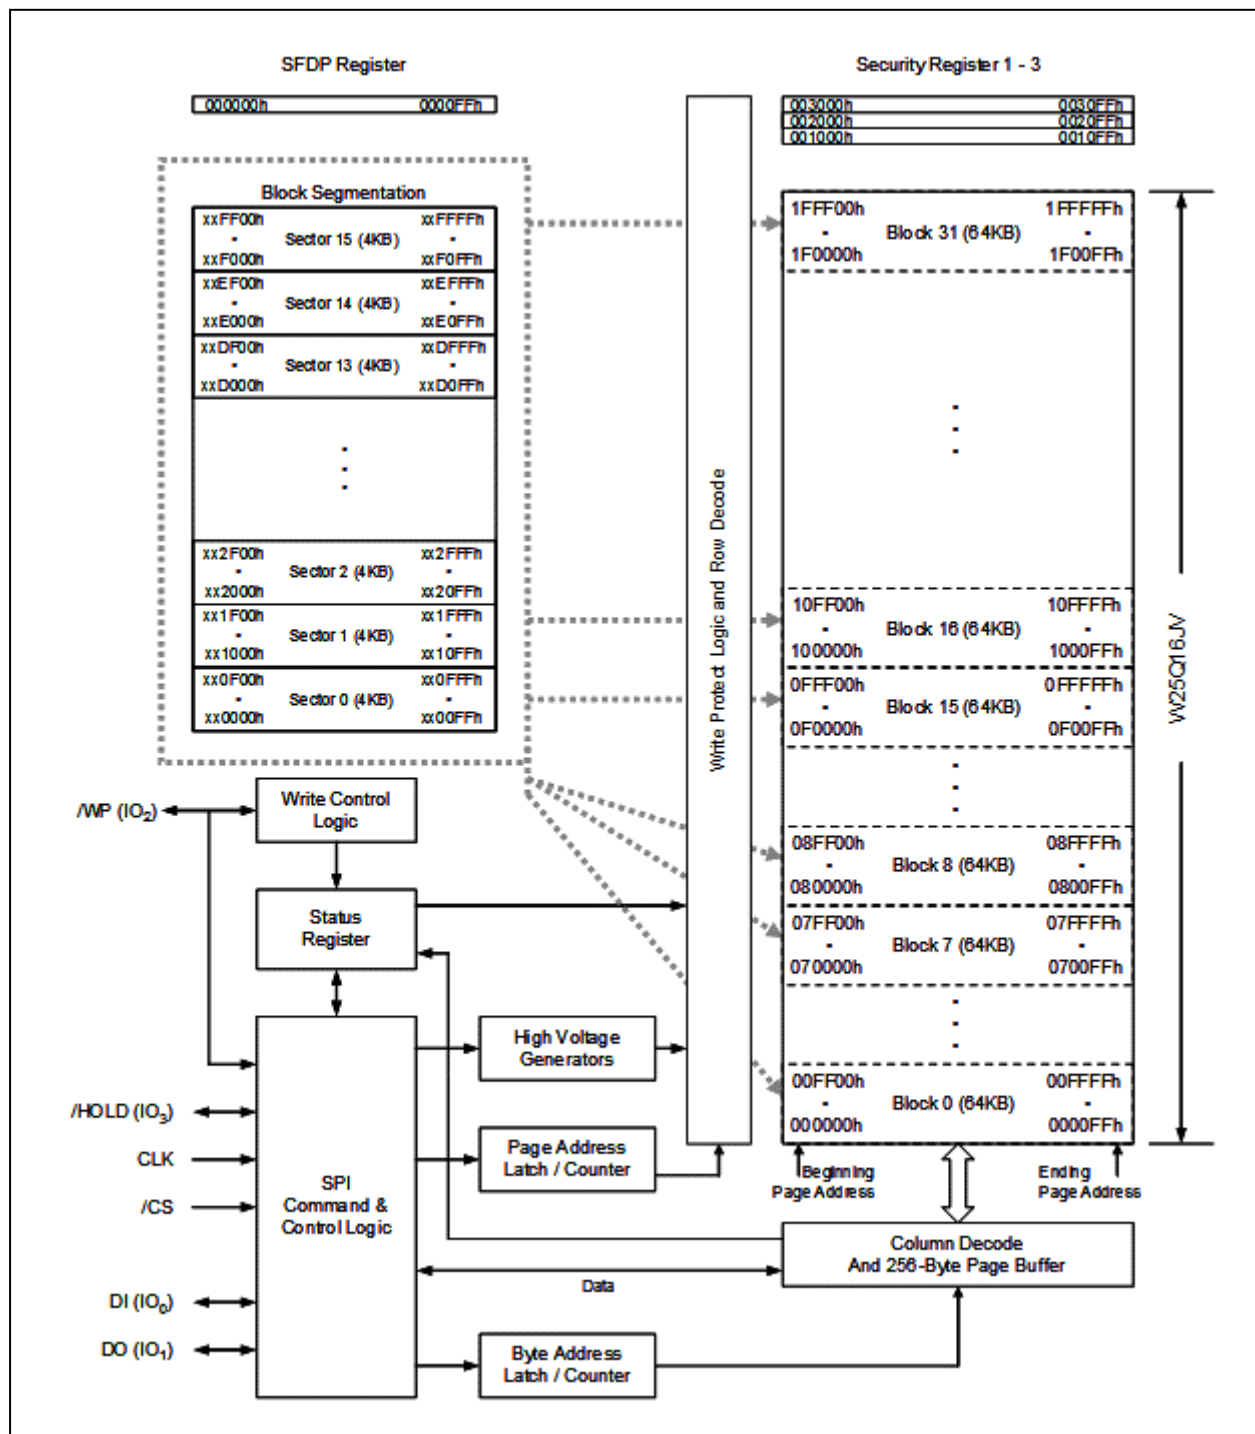 SFDP Register
000000h 0000FFh
Security Register 1 - 3
003000h 0030FFh
002000h 0020FFh
001000h 0010FFh
Block Segmentation
xxFF00h xxFFFFh
- Sector 15 (4KB) -
xxF000h xxF0FFh
xxEF00h xxEFFFh
- Sector 14 (4KB) -
xxE000h xxE0FFh
xxDF00h xxDFFFh
- Sector 13 (4KB) -
xxD000h xxD0FFh
xx2F00h xx2FFFh
- Sector 2 (4KB) -
xx2000h xx20FFh
xx1F00h xx1FFFh
- Sector 1 (4KB) -
xx1000h xx10FFh
xx0F00h xx0FFFh
- Sector 0 (4KB) -
xx0000h xx00FFh
Write Protect Logic and Row Decode
1FFF00h 1FFFFFh
- Block 31 (64KB) -
1F0000h 1F00FFh
10FF00h 10FFFFh
- Block 16 (64KB) -
100000h 1000FFh
0FFF00h 0FFFFFh
- Block 15 (64KB) -
0F0000h 0F00FFh
08FF00h 08FFFFh
- Block 8 (64KB) -
080000h 0800FFh
07FF00h 07FFFFh
- Block 7 (64KB) -
070000h 0700FFh
00FF00h 00FFFFh
- Block 0 (64KB) -
000000h 0000FFh
W25Q16JV
Beginning
Page Address
Ending
Page Address
/WP (IO2)
Write Control
Logic
Status
Register
High Voltage
Generators
/HOLD (IO3)
CLK
/CS
DI (IO0)
DO (IO1)
SPI
Command &
Control Logic
Page Address
Latch / Counter
Column Decode
And 256-Byte Page Buffer
Data
Byte Address
Latch / Counter